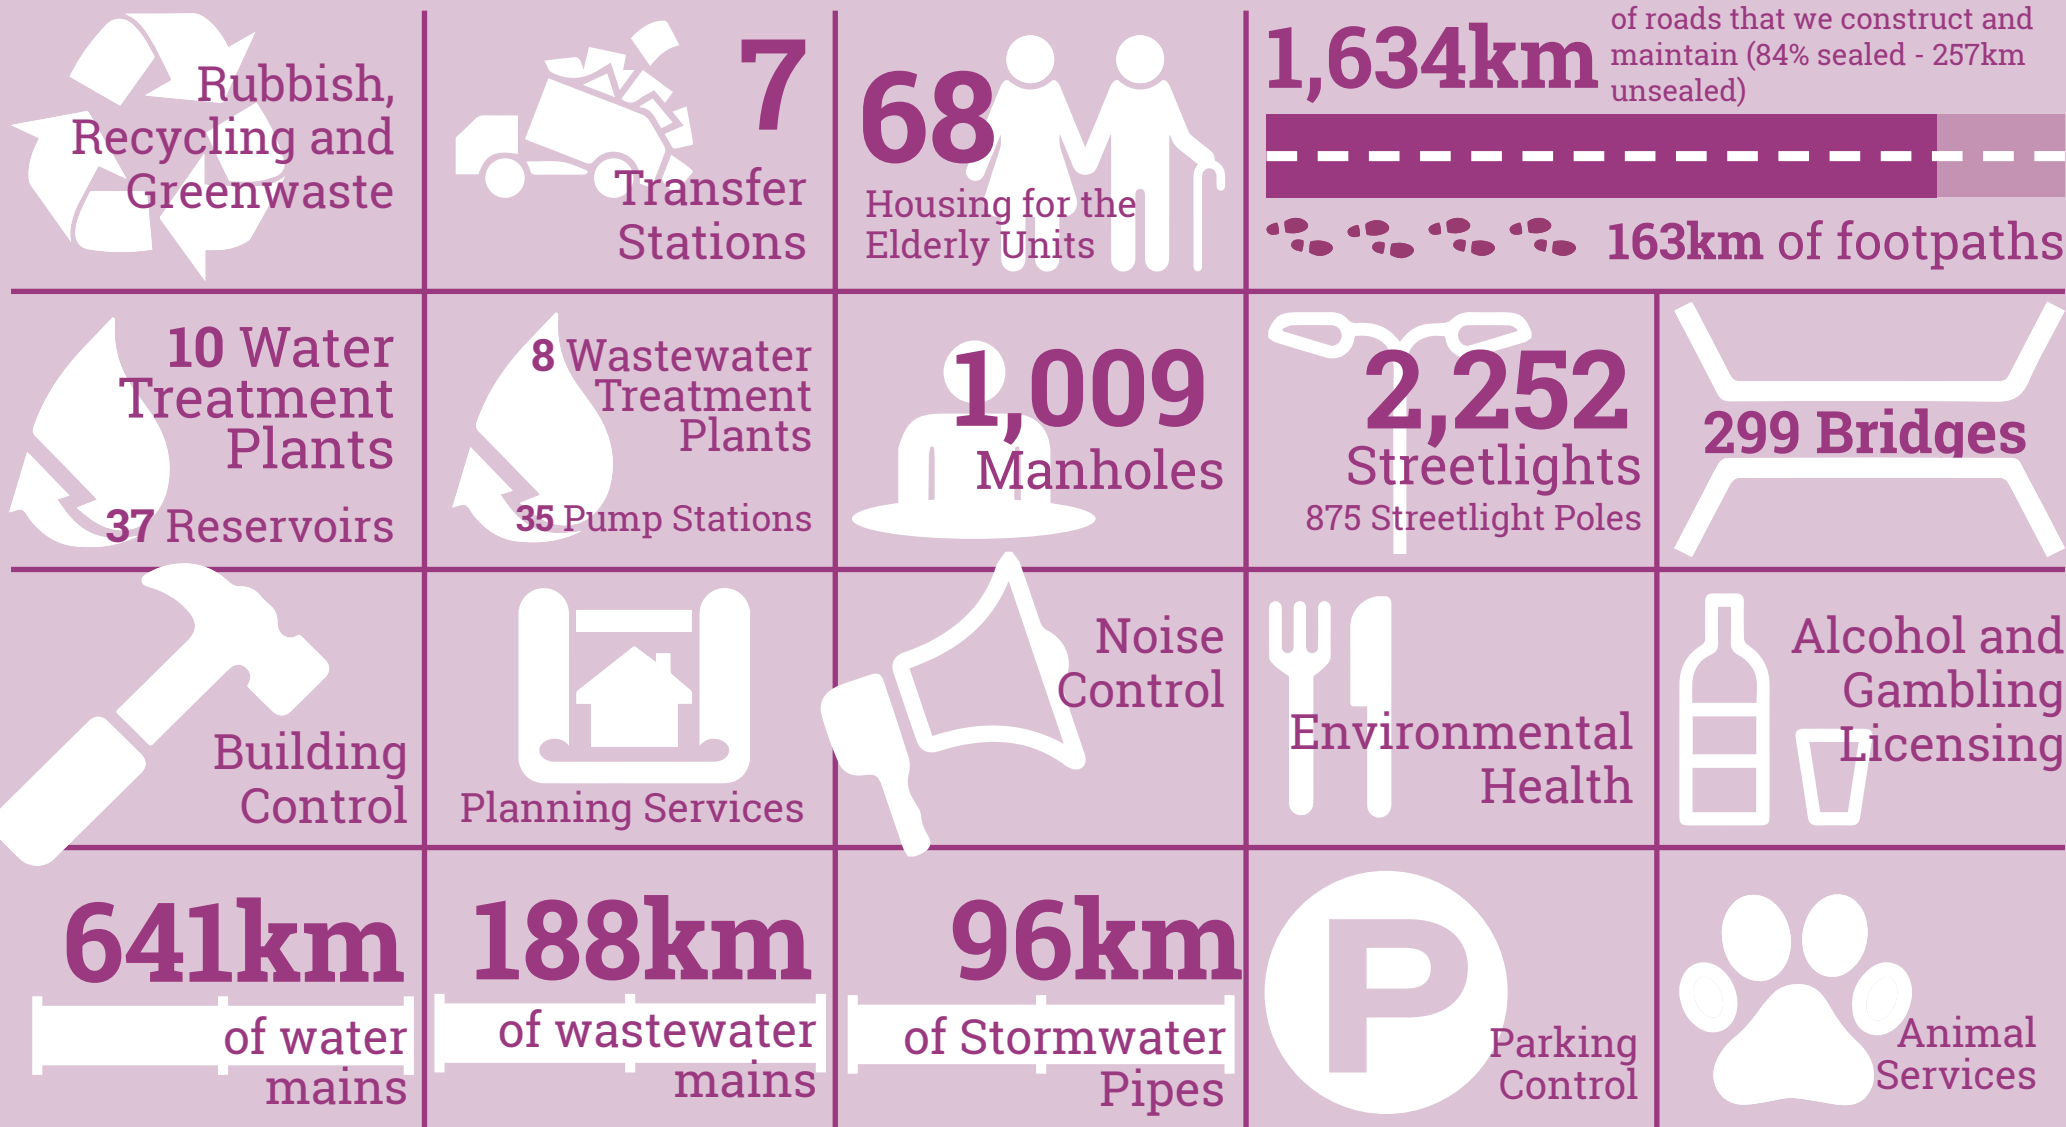 Rubbish,
Recycling and
Greenwaste
7
Transfer
Stations
68
Housing for the
Elderly Units
1,634km
of roads that we construct and
maintain (84% sealed - 257km
unsealed)
163km of footpaths
10 Water
Treatment
Plants
37 Reservoirs
8 Wastewater
Treatment
Plants
35 Pump Stations
1,009
Manholes
2,252
Streetlights
875 Streetlight Poles
299 Bridges
Building
Control
Planning Services
Noise
Control
Environmental
Health
Alcohol and
Gambling
Licensing
641km
of water
mains
188km
of wastewater
mains
96km
of Stormwater
Pipes
P
Parking
Control
Animal
Services